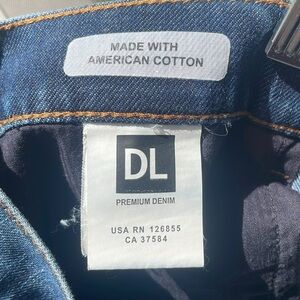 MADE WITH
AMERICAN COTTON
DL
PREMIUM DENIM
USA RN 126855
CA 37584